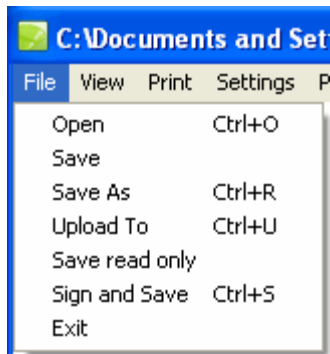 C:\Documents and Set
File View Print Settings P
Open Ctrl+O
Save
Save As Ctrl+R
Upload To Ctrl+U
Save read only
Sign and Save Ctrl+S
Exit